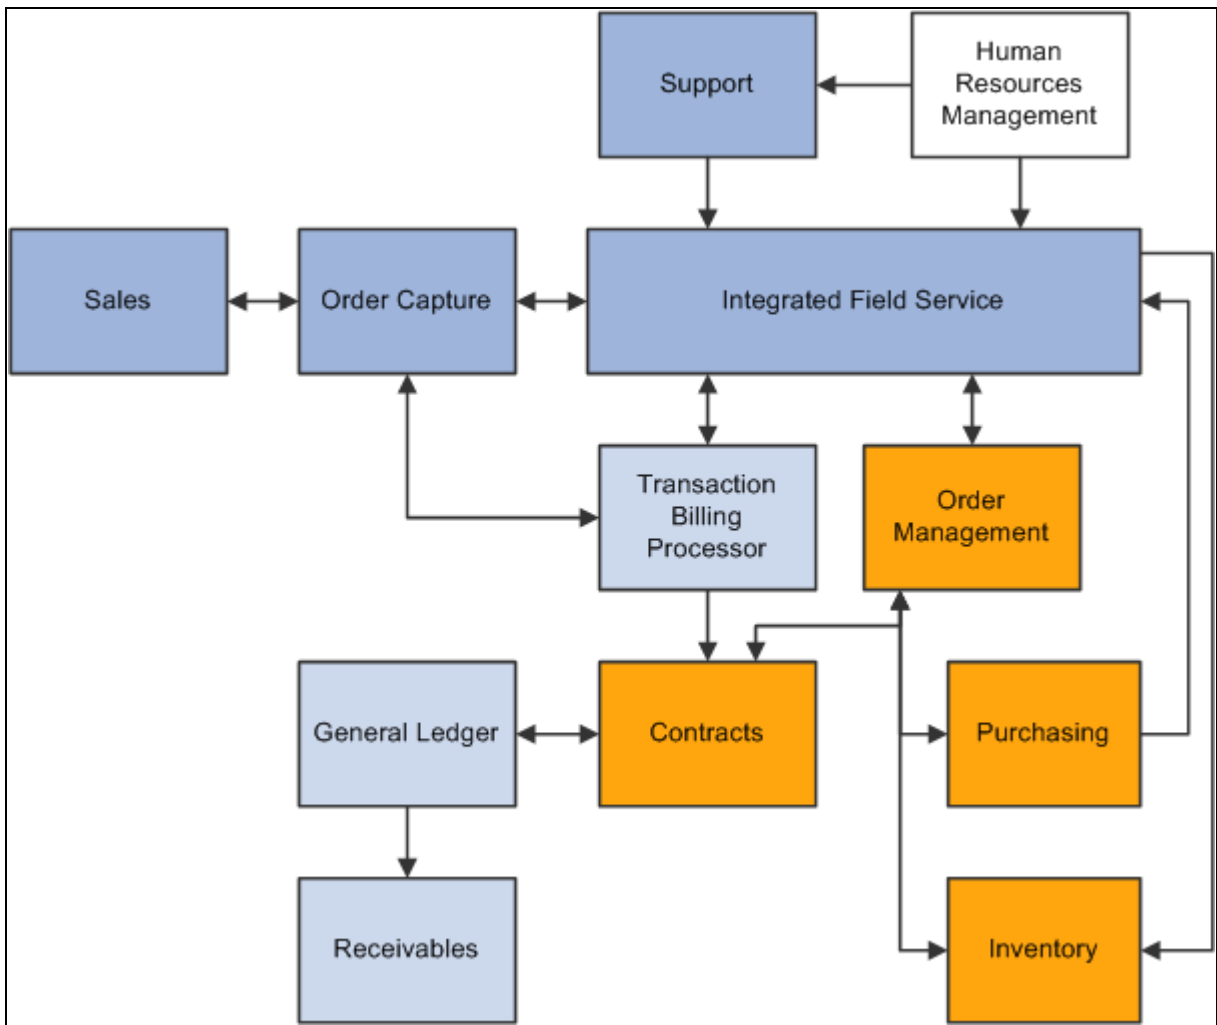 Support
Human
Resources
Management
Sales
Order Capture
Integrated Field Service
Transaction
Billing
Processor
Order
Management
General Ledger
Contracts
Purchasing
Receivables
Inventory